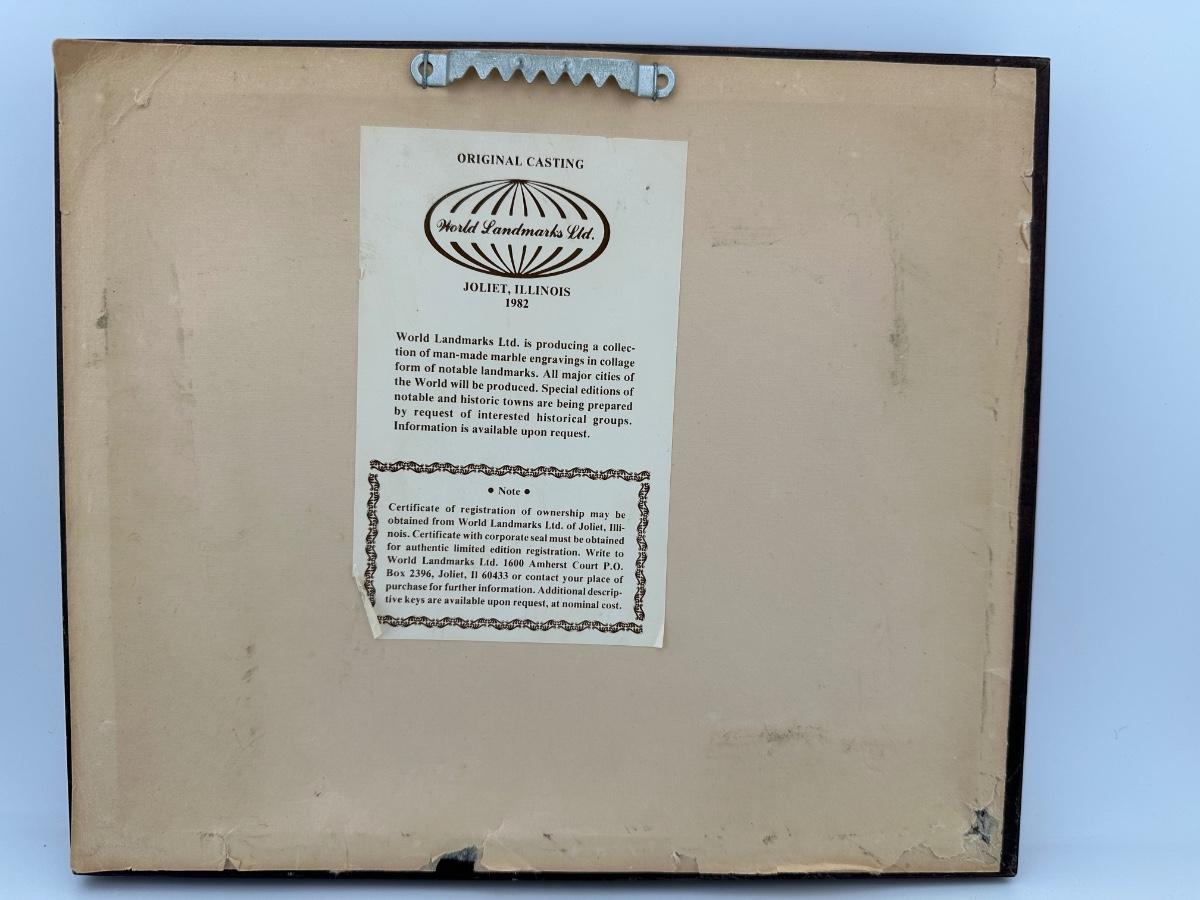 ORIGINAL CASTING
World Landmarks Ltd.
JOLIET, ILLINOIS
1982
World Landmarks Ltd. is producing a collec-
tion of man-made marble engravings in collage
form of notable landmarks. All major cities of
the World will be produced. Special editions of
notable and historic towns are being prepared
by request of interested historical groups.
Information is available upon request.
• Note •
Certificate of registration of ownership may be
obtained from World Landmarks Ltd. of Joliet, Illi-
nois. Certificate with corporate seal must be obtained
for authentic limited edition registration. Write to
World Landmarks Ltd. 1600 Amherst Court P.O.
Box 2396, Joliet, Il 60433 or contact your place of
purchase for further information. Additional descrip-
tive keys are available upon request, at nominal cost.